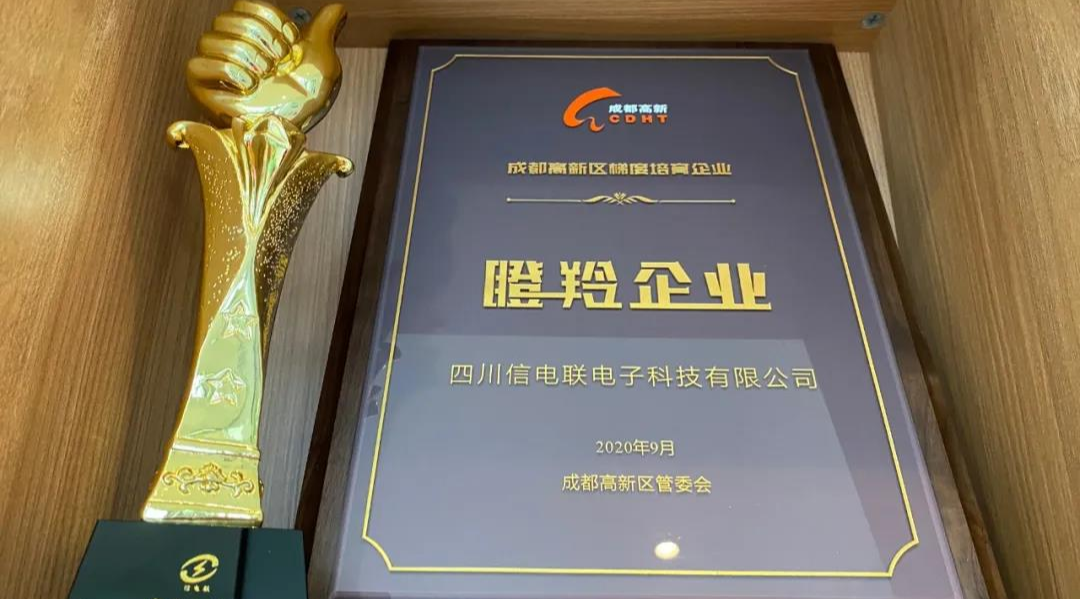 成都高新
CDHT
成都高新区梯度培育企业
瞪羚企业
四川信电联电子科技有限公司
2020年9月
成都高新区管委会
信电联